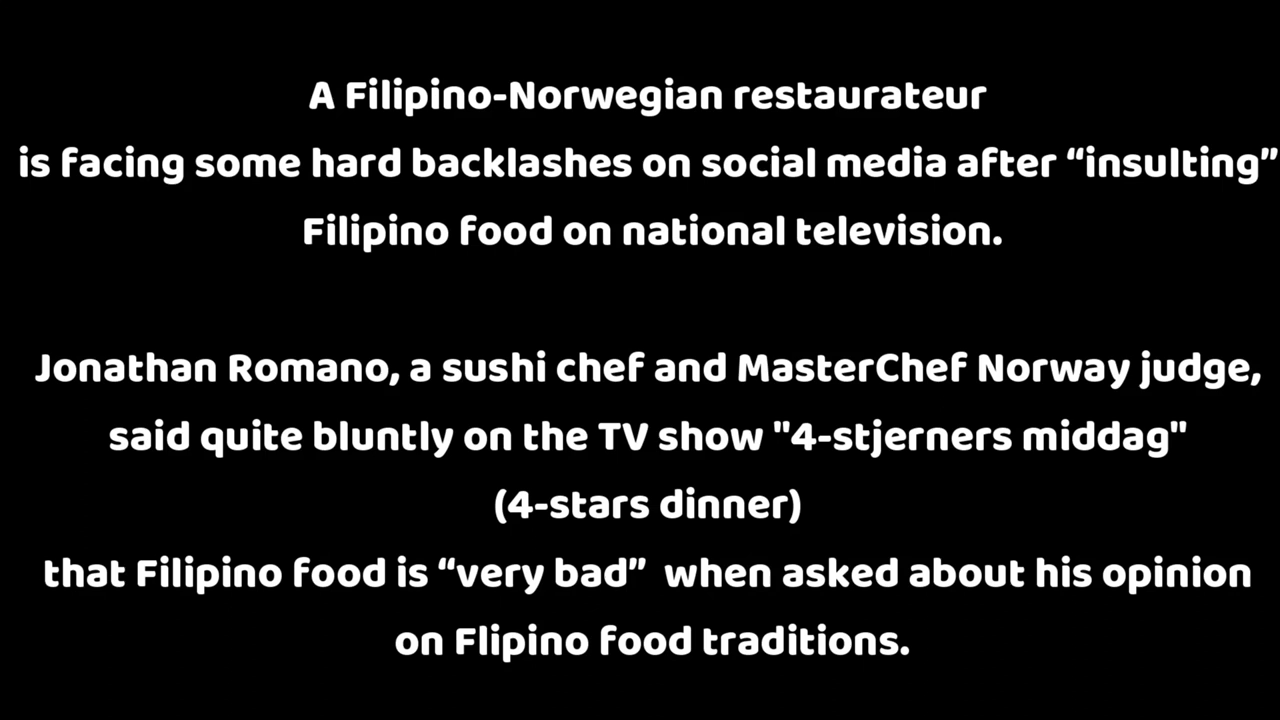 A Filipino-Norwegian restaurateur
is facing some hard backlashes on social media after “insulting”
Filipino food on national television.
Jonathan Romano, a sushi chef and MasterChef Norway judge,
said quite bluntly on the TV show "4-stjerners middag"
(4-stars dinner)
that Filipino food is “very bad”  when asked about his opinion
on Flipino food traditions.